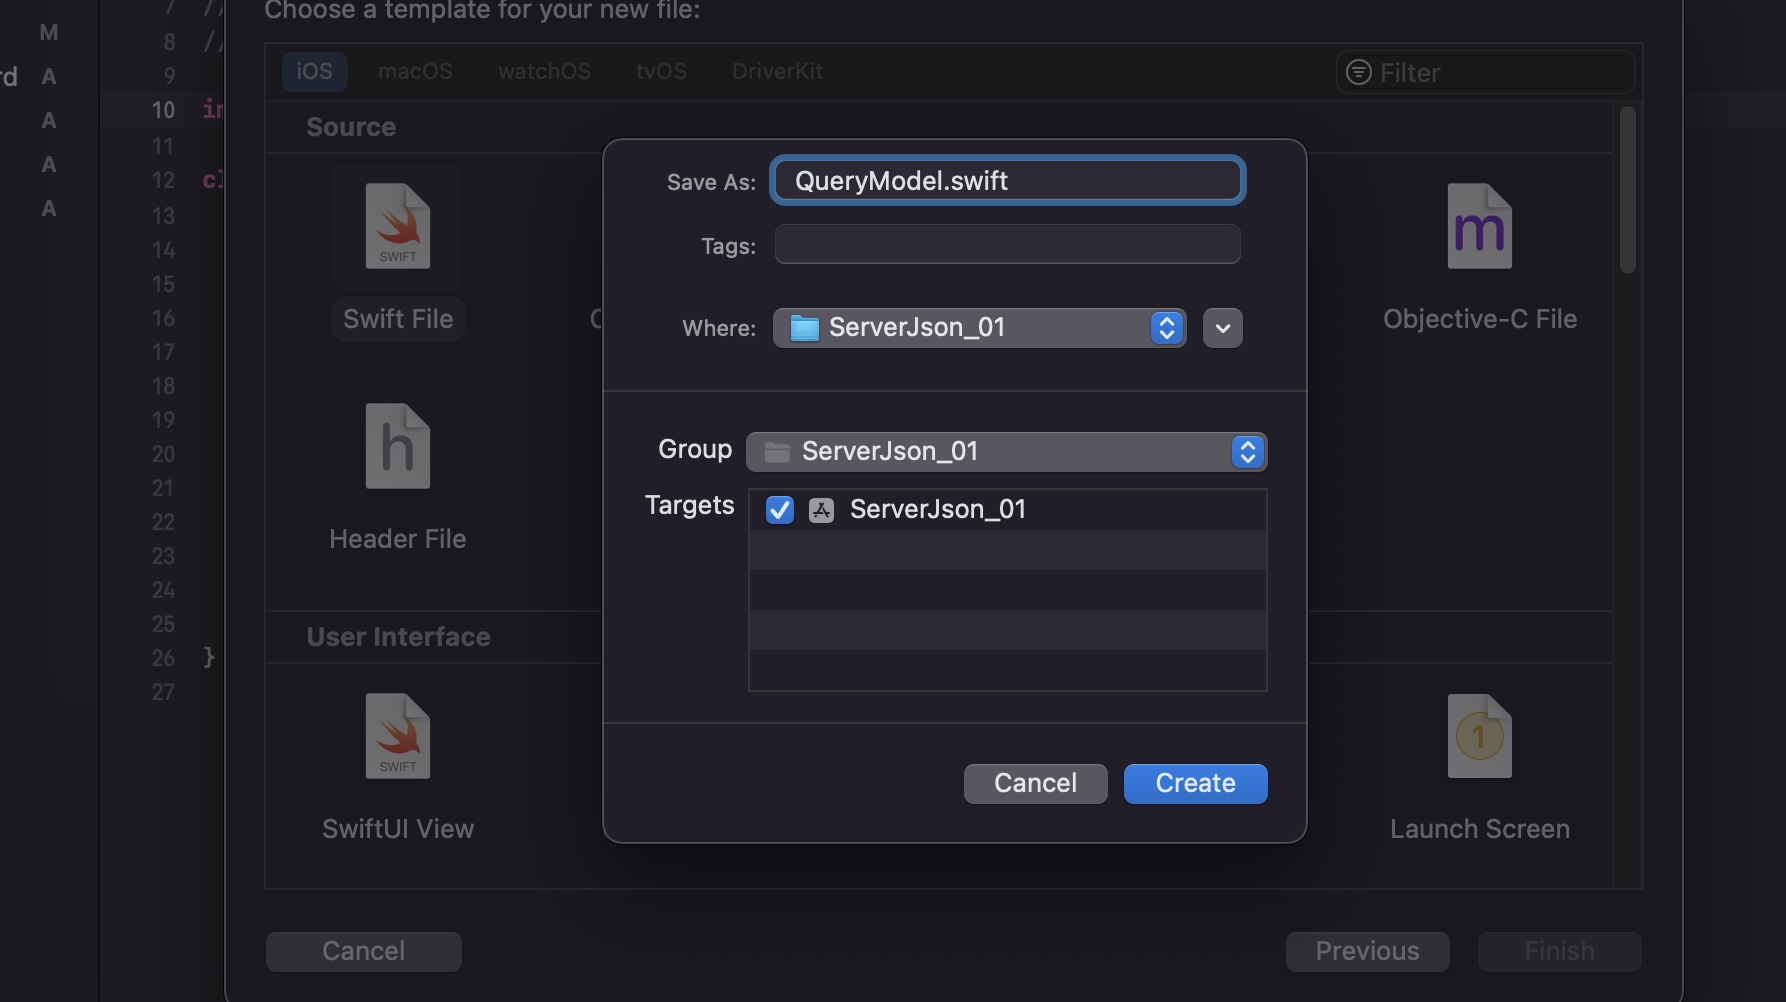 Choose a template for your new file:
M
A
A
A
A
7 //
8 //
9
10
11
12
13
14
15
16
17
18
19
20
21
22
23
24
25
26 }
27
iOS macOS watchOS tvOS DriverKit
Filter
Source
SWIFT
Swift File
m
Objective-C File
h
Header File
User Interface
SWIFT
SwiftUI View
1
Launch Screen
Save As: QueryModel.swift
Tags:
Where: ServerJson_01
Group ServerJson_01
Targets ServerJson_01
Cancel Create
Cancel Previous Finish